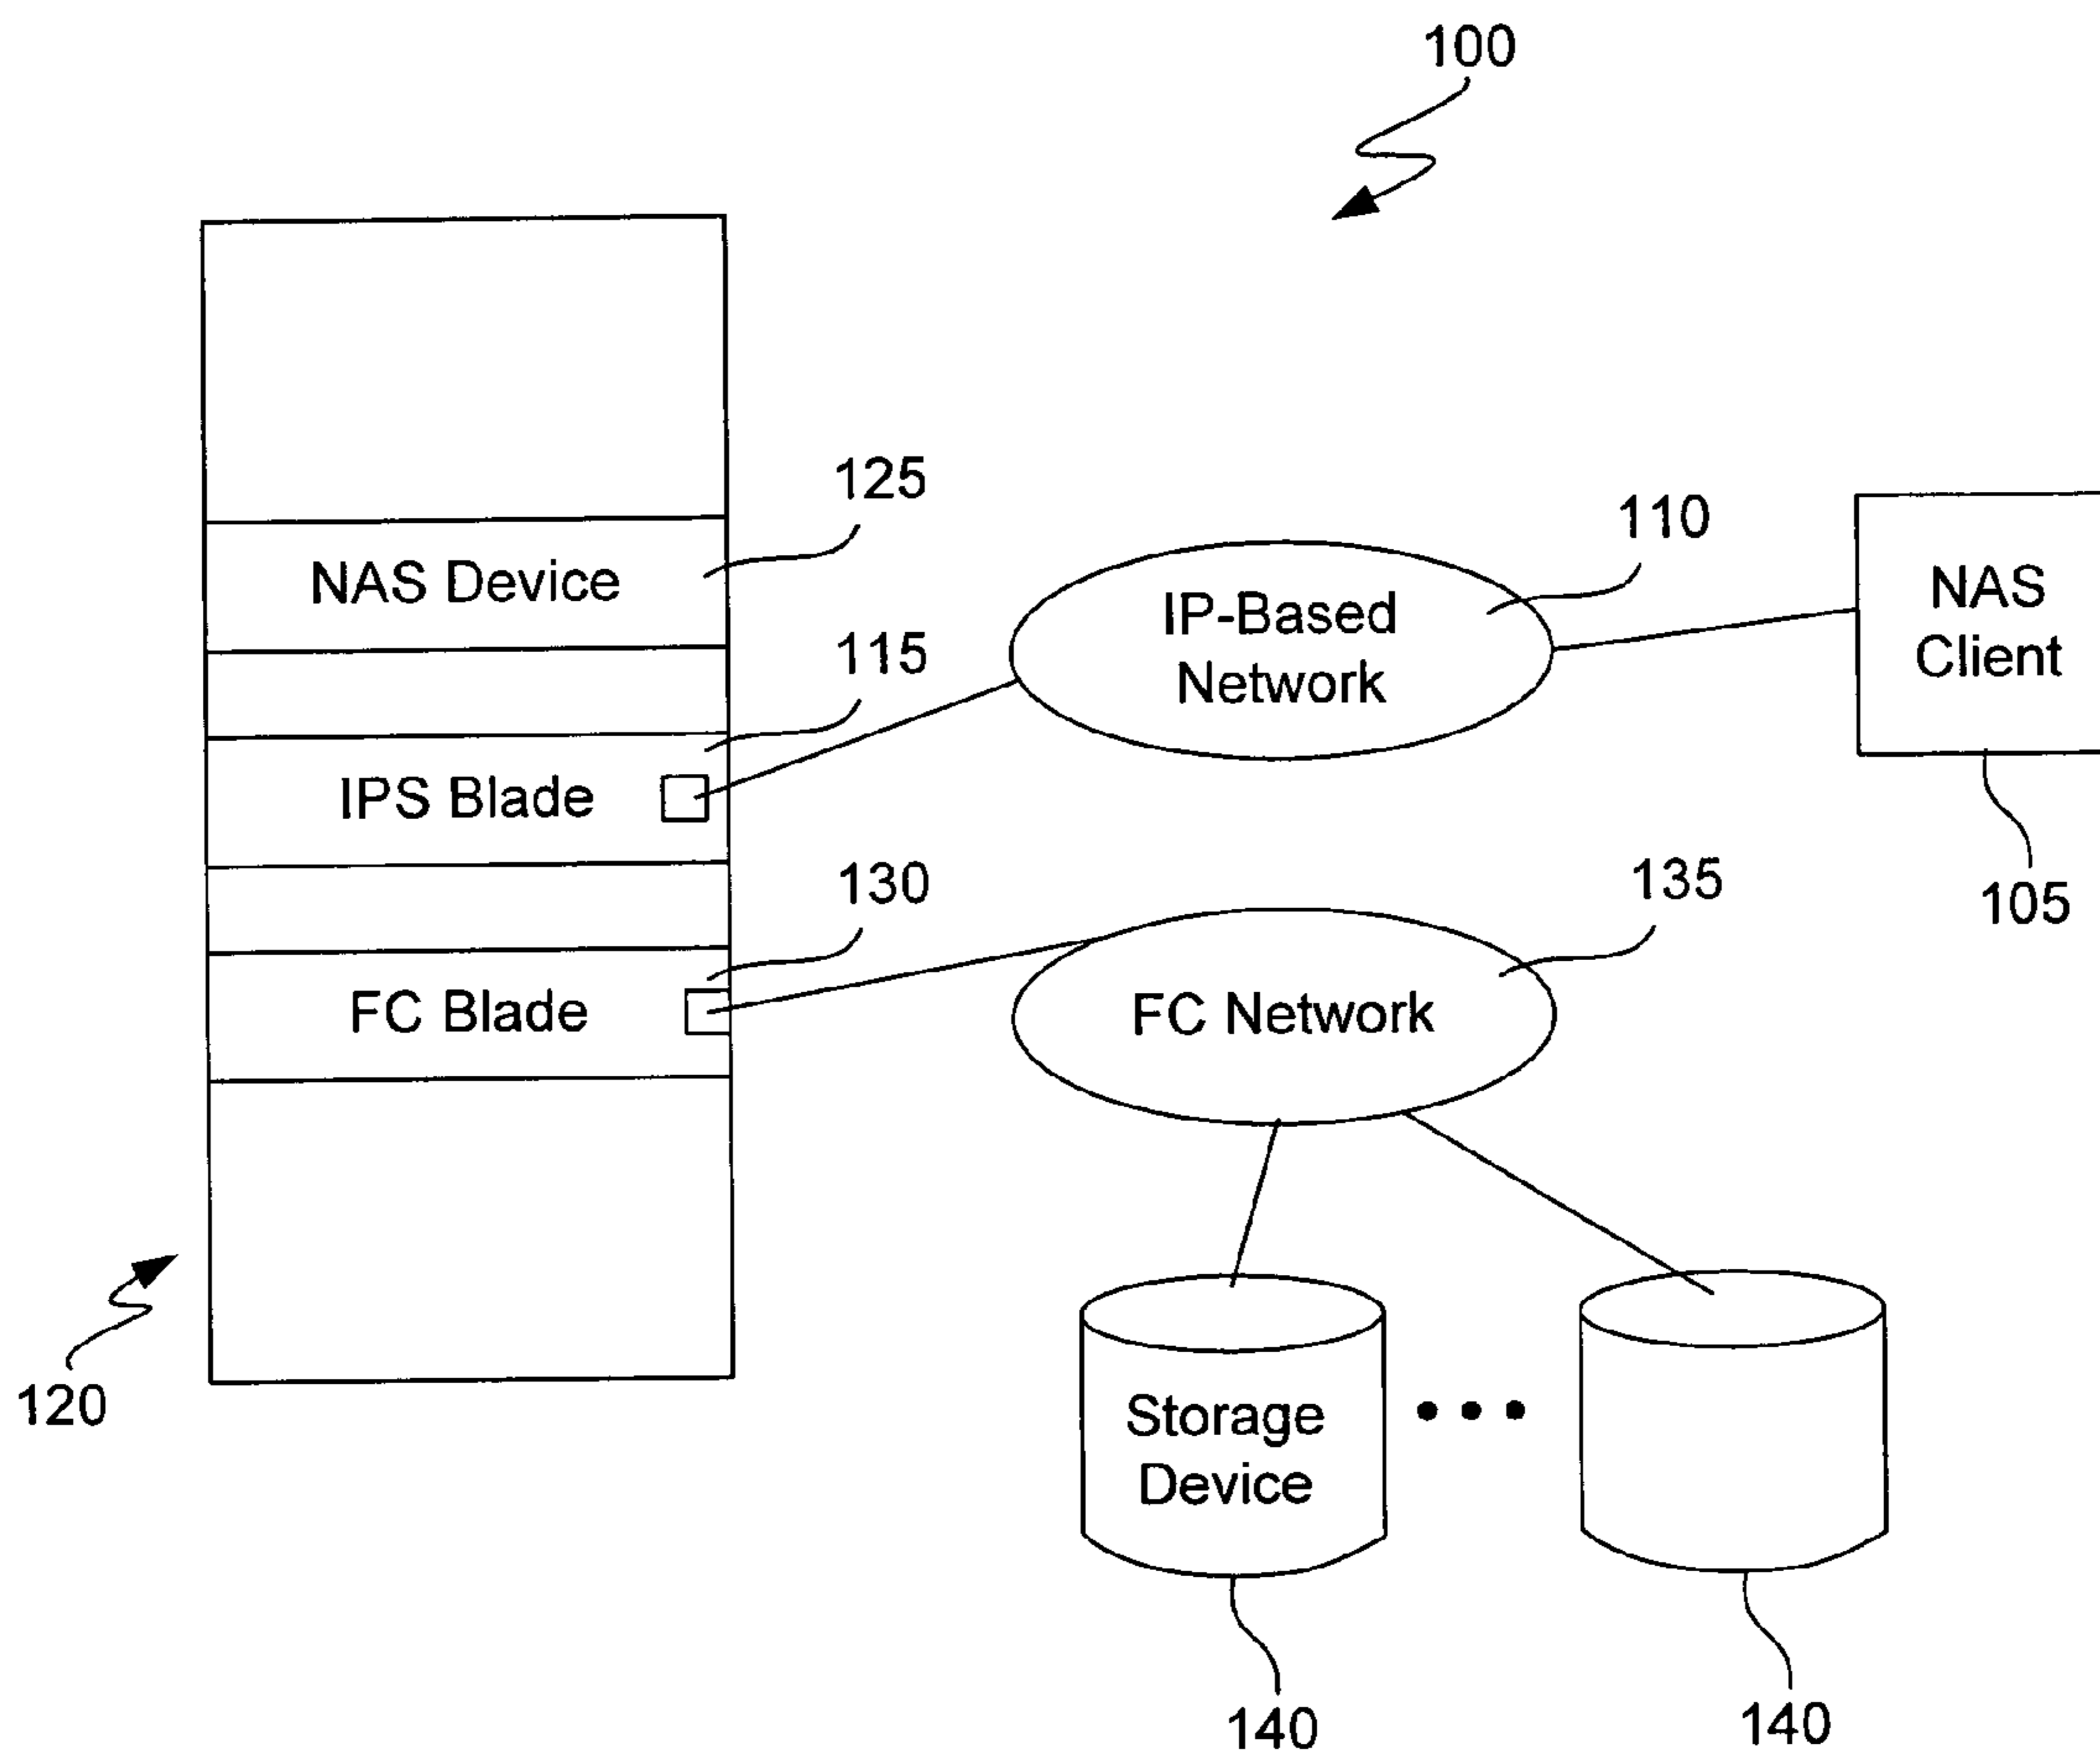 100
125
NAS Device
110
IP-Based
Network
NAS
Client
115
IPS Blade
130
135
105
FC Blade
FC Network
120
Storage
Device
140
140